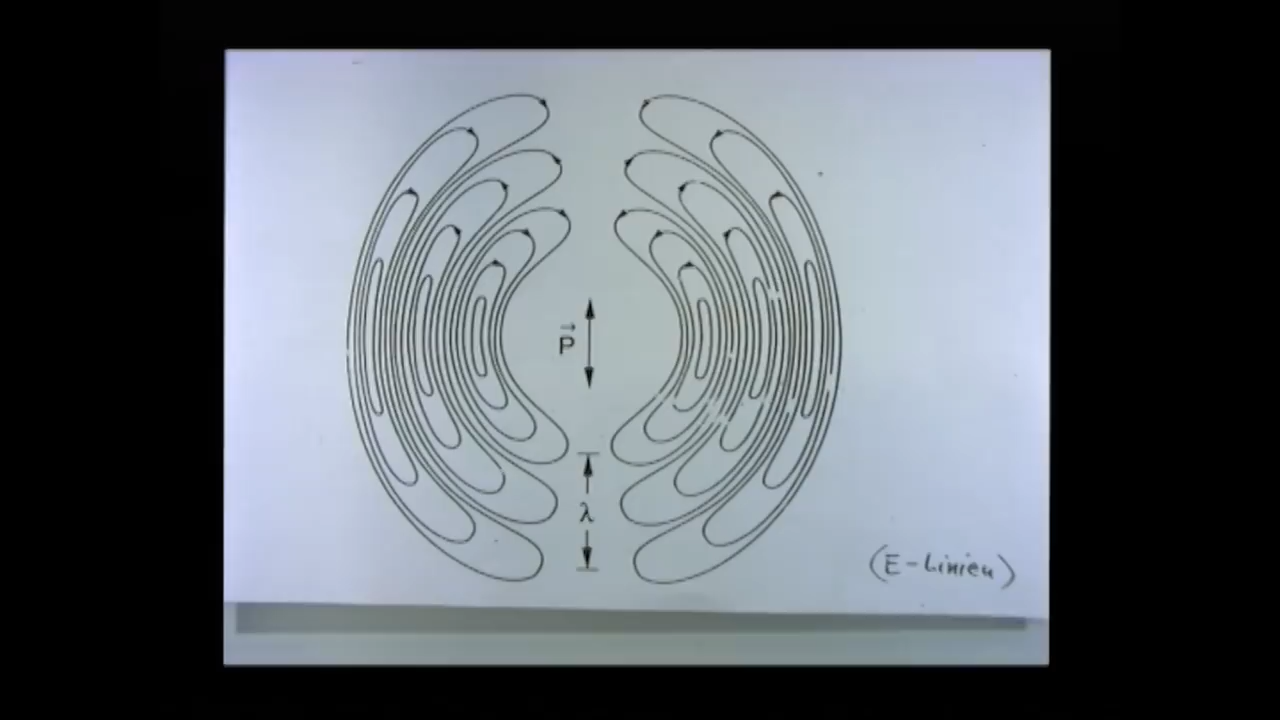 P⃗
λ
(E-Linien)